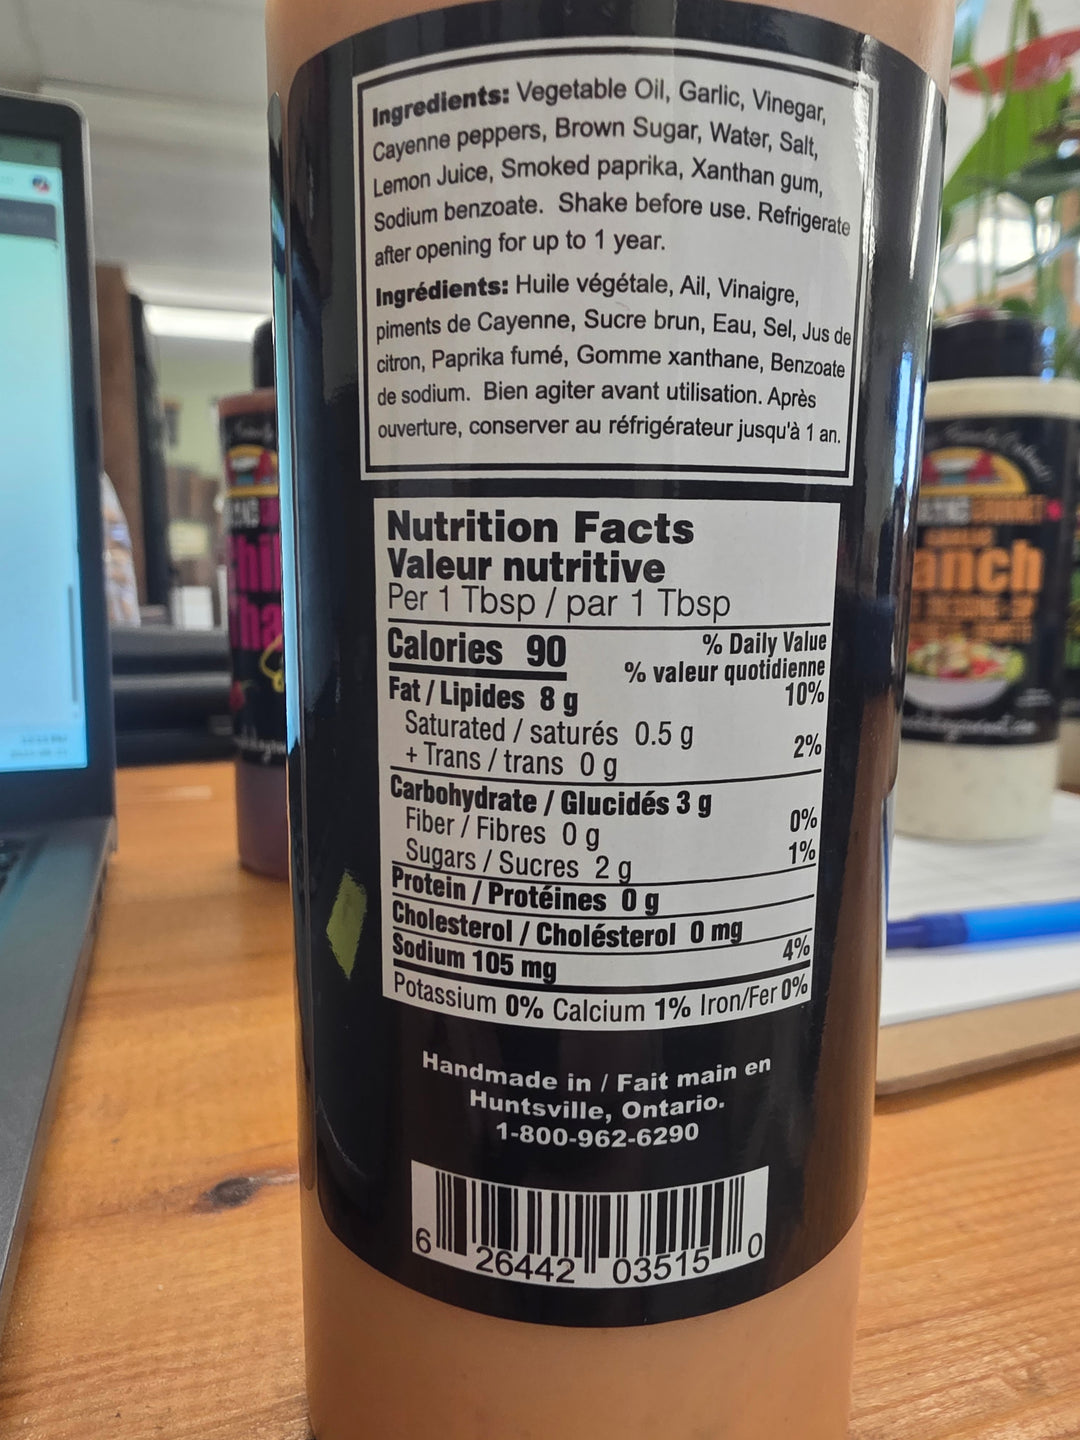 Ingredients: Vegetable Oil, Garlic, Vinegar,
Cayenne peppers, Brown Sugar, Water, Salt,
Lemon Juice, Smoked paprika, Xanthan gum,
Sodium benzoate. Shake before use. Refrigerate
after opening for up to 1 year.
Ingrédients: Huile végétale, Ail, Vinaigre,
piments de Cayenne, Sucre brun, Eau, Sel, Jus de
citron, Paprika fumé, Gomme xanthane, Benzoate
de sodium. Bien agiter avant utilisation. Après
ouverture, conserver au réfrigérateur jusqu'à 1 an.
Nutrition Facts
Valeur nutritive
Per 1 Tbsp / par 1 Tbsp
Calories 90 % Daily Value
% valeur quotidienne
Fat / Lipides 8 g 10%
Saturated / saturés 0.5 g
+ Trans / trans 0 g 2%
Carbohydrate / Glucidés 3 g
Fiber / Fibres 0 g 0%
Sugars / Sucres 2 g 1%
Protein / Protéines 0 g
Cholesterol / Choléstérol 0 mg
Sodium 105 mg 4%
Potassium 0% Calcium 1% Iron/Fer 0%
Handmade in / Fait main en
Huntsville, Ontario.
1-800-962-6290
6 26442 03515 0
anch